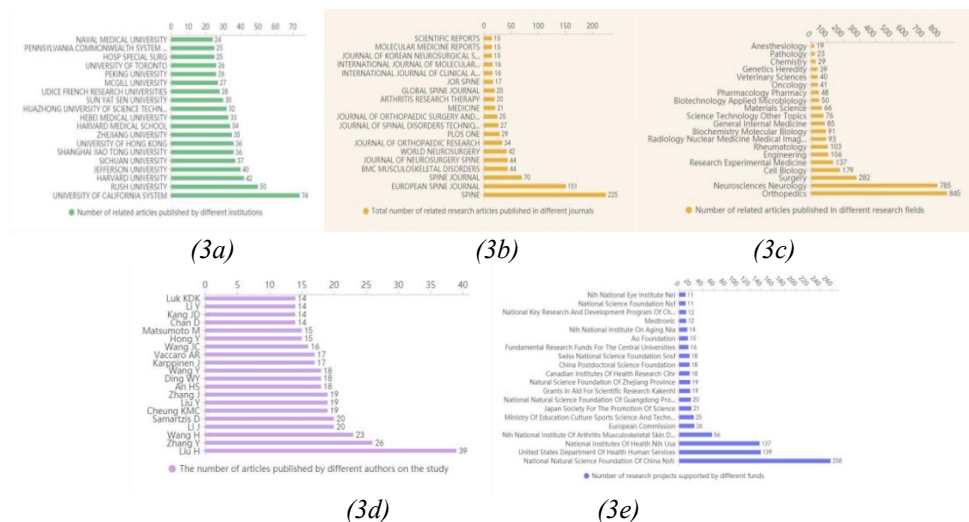 0 10 20 30 40 50 60 70
NAVAL MEDICAL UNIVERSITY 24
PENNSYLVANIA COMMONWEALTH SYSTEM ... 25
HOSP SPECIAL SURG 25
UNIVERSITY OF TORONTO 26
PEKING UNIVERSITY 26
MCGILL UNIVERSITY 27
UDICE FRENCH RESEARCH UNIVERSITIES 28
SUN YAT SEN UNIVERSITY 30
HUAZHONG UNIVERSITY OF SCIENCE TECHN... 32
HEBEI MEDICAL UNIVERSITY 33
HARVARD MEDICAL SCHOOL 34
ZHEJIANG UNIVERSITY 35
UNIVERSITY OF HONG KONG 36
SHANGHAI JIAO TONG UNIVERSITY 36
SICHUAN UNIVERSITY 37
JEFFERSON UNIVERSITY 40
HARVARD UNIVERSITY 42
RUSH UNIVERSITY 50
UNIVERSITY OF CALIFORNIA SYSTEM 74
Number of related articles published by different institutions
(3a)
0 50 100 150 200
SCIENTIFIC REPORTS 15
MOLECULAR MEDICINE REPORTS 15
JOURNAL OF KOREAN NEUROSURGICAL S... 15
INTERNATIONAL JOURNAL OF MOLECULAR... 16
INTERNATIONAL JOURNAL OF CLINICAL A... 16
JOR SPINE 17
GLOBAL SPINE JOURNAL 20
ARTHRITIS RESEARCH THERAPY 20
MEDICINE 21
JOURNAL OF ORTHOPAEDIC SURGERY AND... 25
JOURNAL OF SPINAL DISORDERS TECHNIQ... 27
PLOS ONE 29
JOURNAL OF ORTHOPAEDIC RESEARCH 34
WORLD NEUROSURGERY 42
JOURNAL OF NEUROSURGERY SPINE 44
BMC MUSCULOSKELETAL DISORDERS 44
SPINE JOURNAL 70
EUROPEAN SPINE JOURNAL 151
SPINE 225
Total number of related research articles published in different journals
(3b)
0 100 200 300 400 500 600 700 800
Anesthesiology 19
Pathology 23
Chemistry 29
Genetics Heredity 39
Veterinary Sciences 40
Oncology 41
Pharmacology Pharmacy 48
Biotechnology Applied Microbiology 50
Materials Science 66
Science Technology Other Topics 76
General Internal Medicine 85
Biochemistry Molecular Biology 91
Radiology Nuclear Medicine Medical Imag... 93
Rheumatology 103
Engineering 106
Research Experimental Medicine 137
Cell Biology 179
Surgery 282
Neurosciences Neurology 785
Orthopedics 845
Number of related articles published in different research fields
(3c)
0 5 10 15 20 25 30 35 40
Luk KDK 14
Li Y 14
Kang JD 14
Chan D 14
Matsumoto M 15
Hong Y 15
Wang JC 16
Vaccaro AR 17
Karppinen J 17
Wang Y 18
Ding WY 18
An HS 18
Zhang J 19
Liu Y 19
Cheung KMC 19
Samartzis D 20
Li J 20
Wang H 23
Zhang Y 26
Liu H 39
The number of articles published by different authors on the study
(3d)
0 20 40 60 80 100 120 140 160 180 200 220 240 260
Nih National Eye Institute Nei 11
National Science Foundation Nsf 11
National Key Research And Development Program Of Ch... 12
Medtronic 12
Nih National Institute On Aging Nia 14
Ao Foundation 15
Fundamental Research Funds For The Central Universities 16
Swiss National Science Foundation Snsf 18
China Postdoctoral Science Foundation 18
Canadian Institutes Of Health Research Cihr 18
Natural Science Foundation Of Zhejiang Province 19
Grants In Aid For Scientific Research Kakenhi 19
National Natural Science Foundation Of Guangdong Pro... 20
Japan Society For The Promotion Of Science 21
Ministry Of Education Culture Sports Science And Techn... 25
European Commission 26
Nih National Institute Of Arthritis Musculoskeletal Skin D... 56
National Institutes Of Health Nih Usa 137
United States Department Of Health Human Services 139
National Natural Science Foundation Of China Nsfc 258
Number of research projects supported by different funds
(3e)